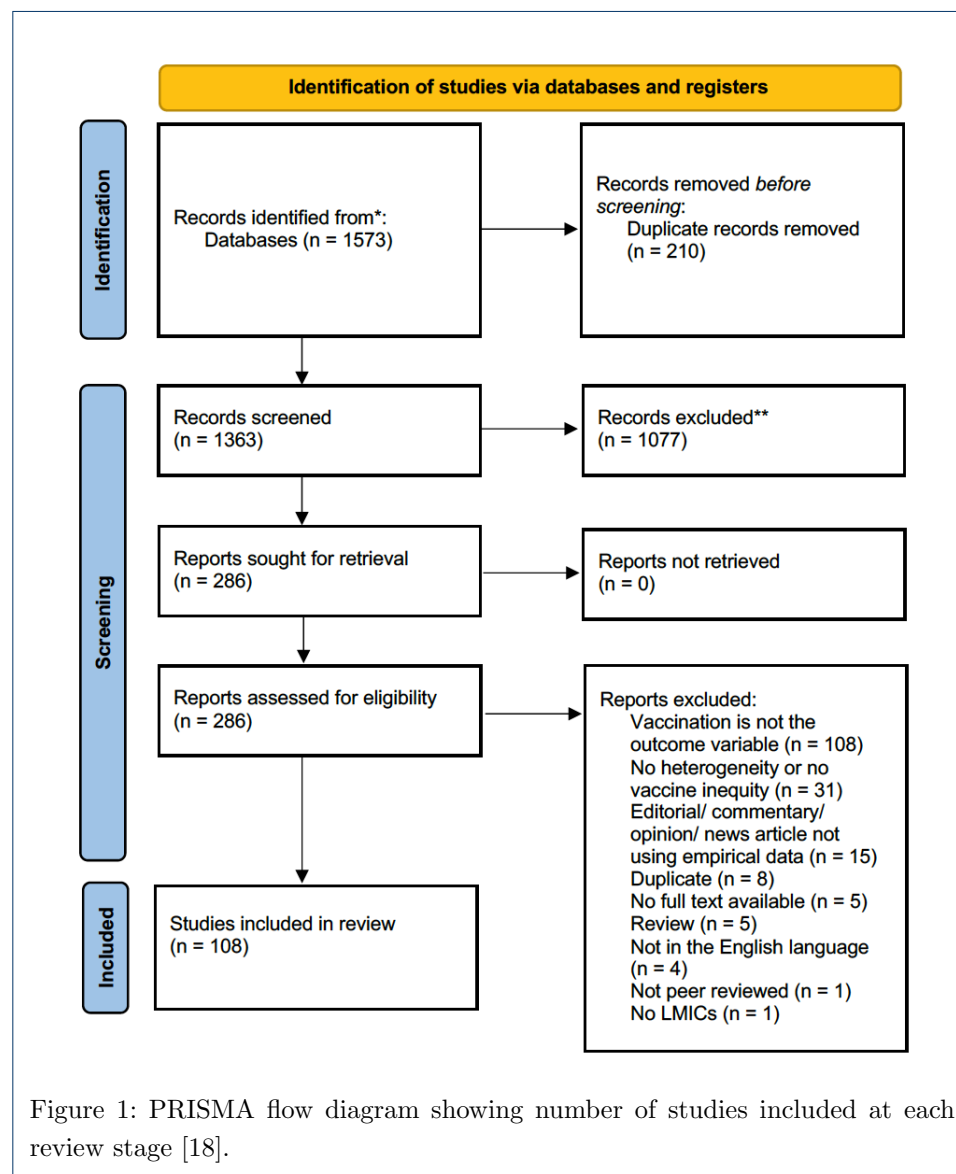 Identification of studies via databases and registers
Identification
Records identified from*:
Databases (n = 1573)
Records removed before
screening:
Duplicate records removed
(n = 210)
Screening
Records screened
(n = 1363)
Records excluded**
(n = 1077)
Reports sought for retrieval
(n = 286)
Reports not retrieved
(n = 0)
Reports assessed for eligibility
(n = 286)
Reports excluded:
Vaccination is not the
outcome variable (n = 108)
No heterogeneity or no
vaccine inequity (n = 31)
Editorial/ commentary/
opinion/ news article not
using empirical data (n = 15)
Duplicate (n = 8)
No full text available (n = 5)
Review (n = 5)
Not in the English language
(n = 4)
Not peer reviewed (n = 1)
No LMICs (n = 1)
Included
Studies included in review
(n = 108)
Figure 1: PRISMA flow diagram showing number of studies included at each
review stage [18].